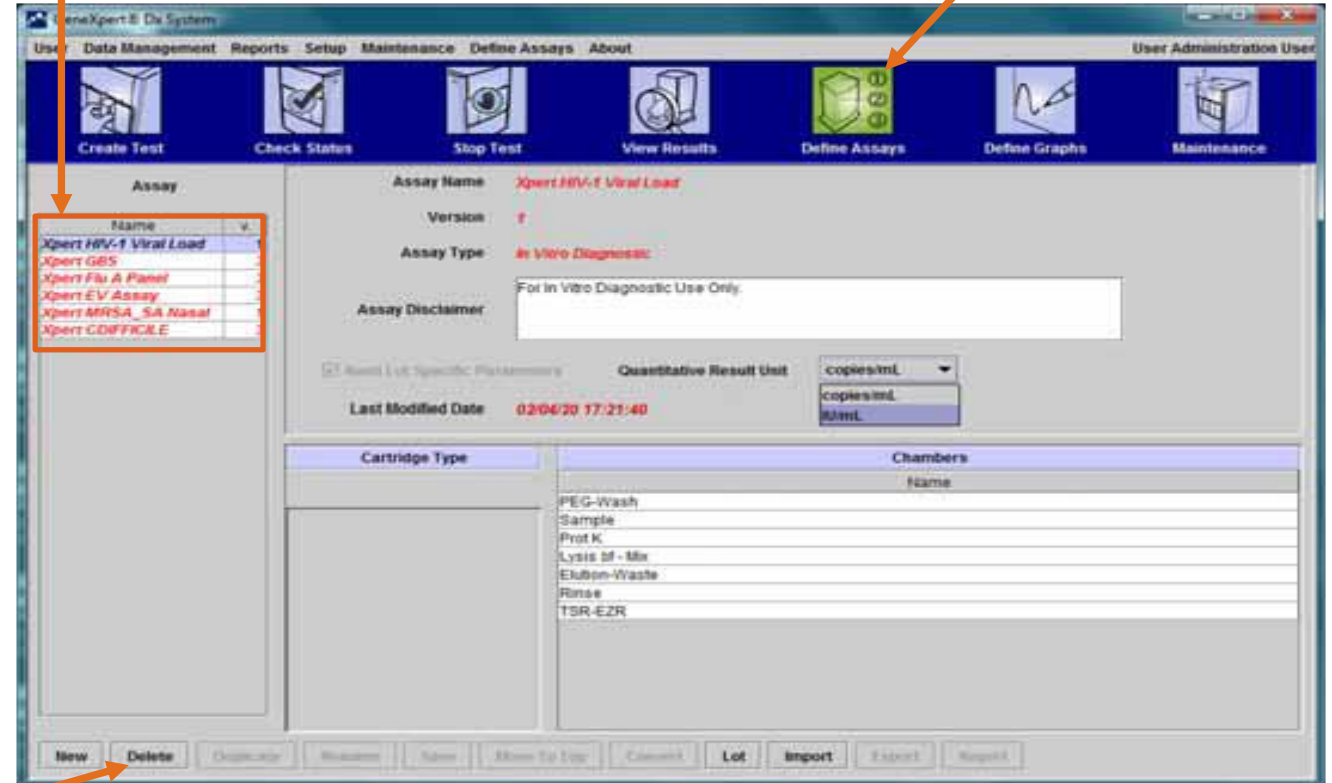 GeneXpert® Dx System
User Data Management Reports Setup Maintenance Define Assays About User Administration User
Create Test Check Status Stop Test View Results Define Assays Define Graphs Maintenance
Assay
Name v.
Xpert HIV-1 Viral Load 1
Xpert GBS
Xpert Flu A Panel
Xpert EV Assay
Xpert MRSA_SA Nasal 1
Xpert CDIFFICILE
Assay Name Xpert HIV-1 Viral Load
Version 1
Assay Type In Vitro Diagnostic
Assay Disclaimer For In Vitro Diagnostic Use Only.
Quantitative Result Unit copies/mL
copies/mL
IU/mL
Last Modified Date 02/04/20 17:21:40
Cartridge Type
Chambers
Name
PEG-Wash
Sample
Prot K
Lysis bf - Mix
Elution-Waste
Rinse
TSR-EZR
New Delete Duplicate Rename Save Move To Top Convert Lot Import Export Report